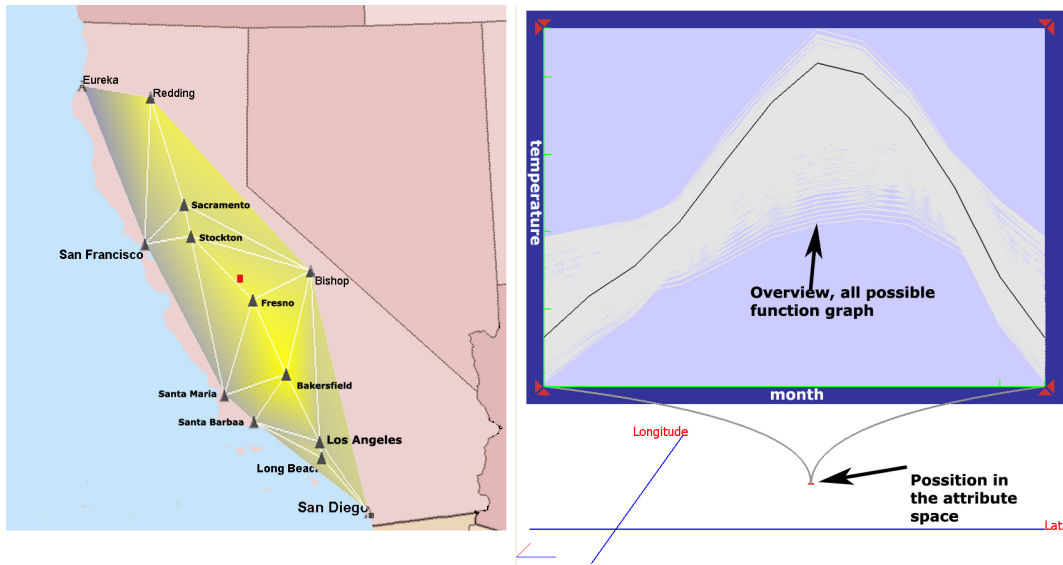 Eureka
Redding
Sacramento
Stockton
San Francisco
Bishop
Fresno
Bakersfield
Santa Maria
Santa Barbaa
Los Angeles
Long Beach
San Diego
temperature
Overview, all possible
function graph
month
Longitude
Possition in
the attribute
space
Lat